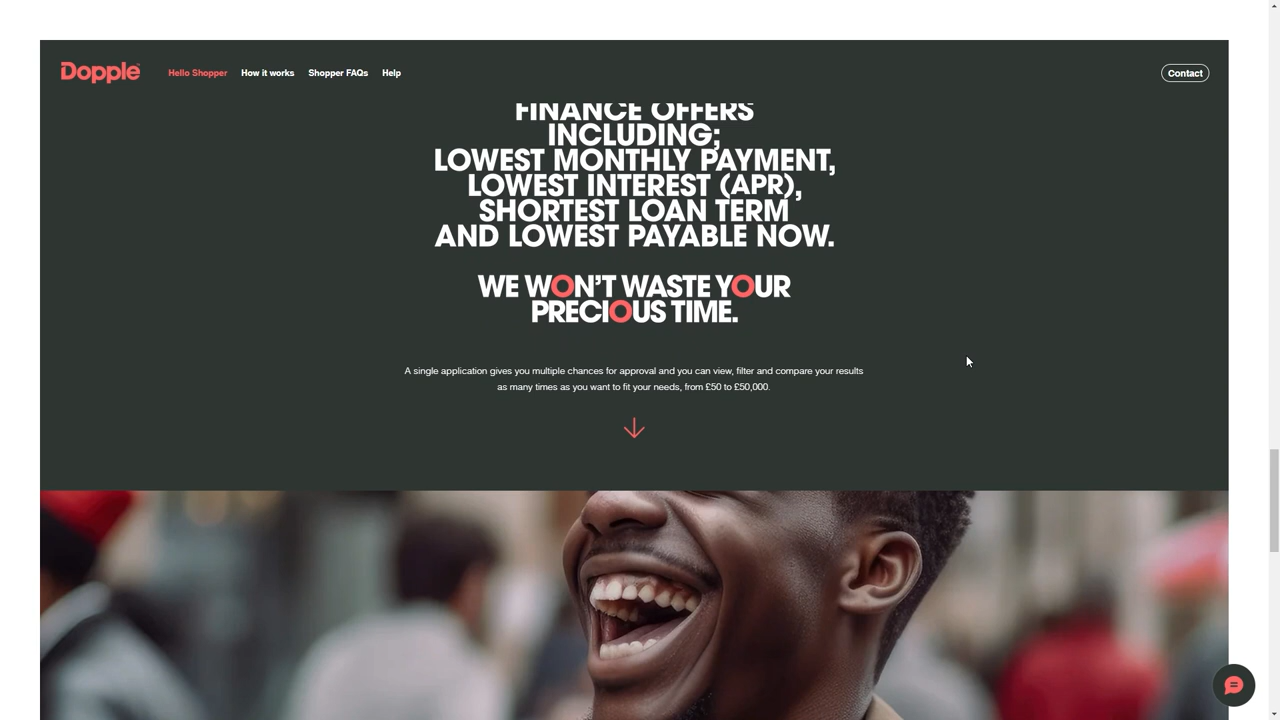 Dopple
Hello Shopper How it works Shopper FAQs Help
Contact
FINANCE OFFERS
INCLUDING;
LOWEST MONTHLY PAYMENT,
LOWEST INTEREST (APR),
SHORTEST LOAN TERM
AND LOWEST PAYABLE NOW.
WE WON'T WASTE YOUR
PRECIOUS TIME.
A single application gives you multiple chances for approval and you can view, filter and compare your results
as many times as you want to fit your needs, from £50 to £50,000.